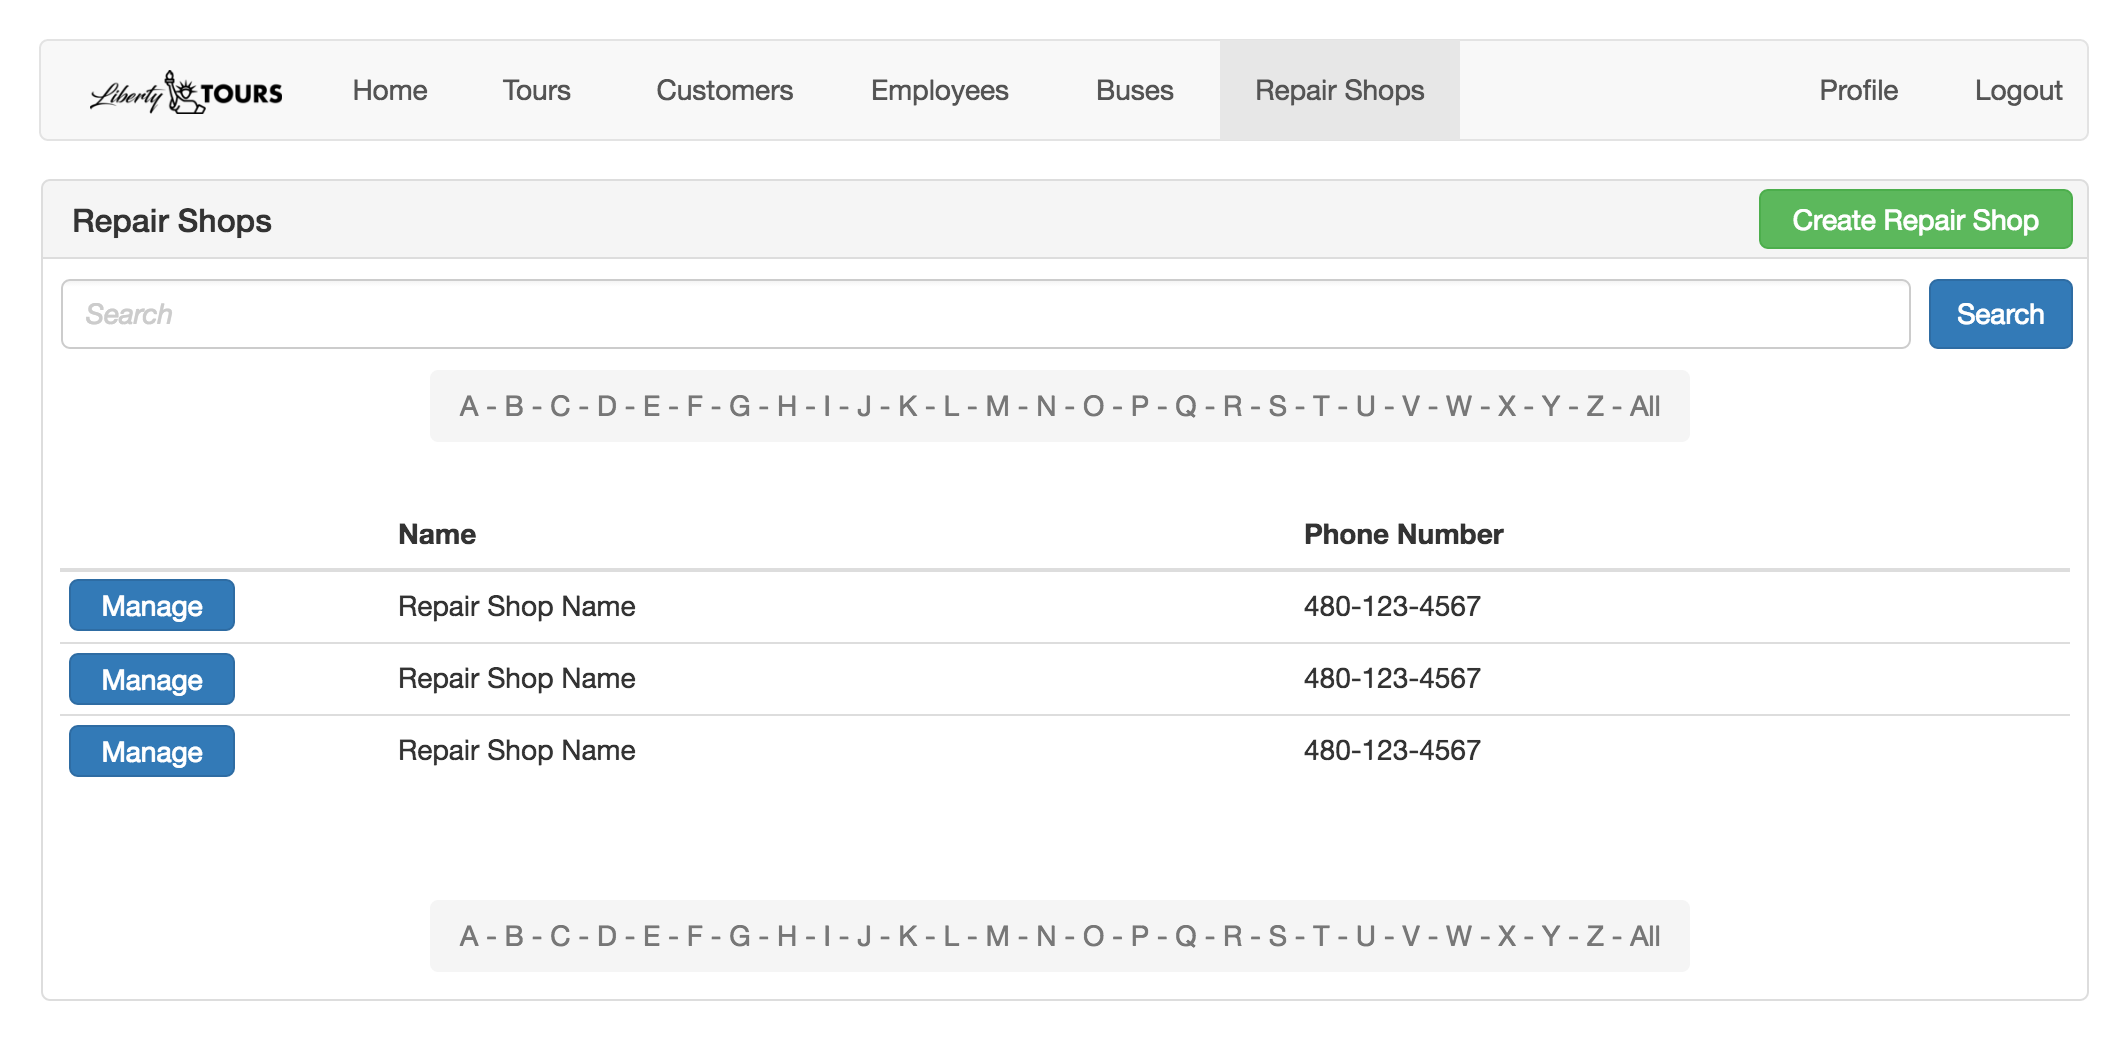 Liberty TOURS Home Tours Customers Employees Buses Repair Shops Profile Logout
Repair Shops Create Repair Shop
Search Search
A - B - C - D - E - F - G - H - I - J - K - L - M - N - O - P - Q - R - S - T - U - V - W - X - Y - Z - All
Name Phone Number
Manage Repair Shop Name 480-123-4567
Manage Repair Shop Name 480-123-4567
Manage Repair Shop Name 480-123-4567
A - B - C - D - E - F - G - H - I - J - K - L - M - N - O - P - Q - R - S - T - U - V - W - X - Y - Z - All